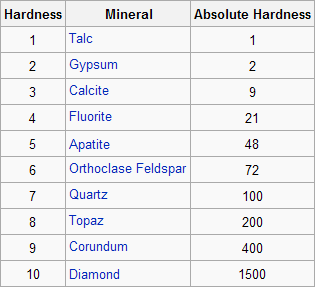 Hardness Mineral Absolute Hardness
1 Talc 1
2 Gypsum 2
3 Calcite 9
4 Fluorite 21
5 Apatite 48
6 Orthoclase Feldspar 72
7 Quartz 100
8 Topaz 200
9 Corundum 400
10 Diamond 1500